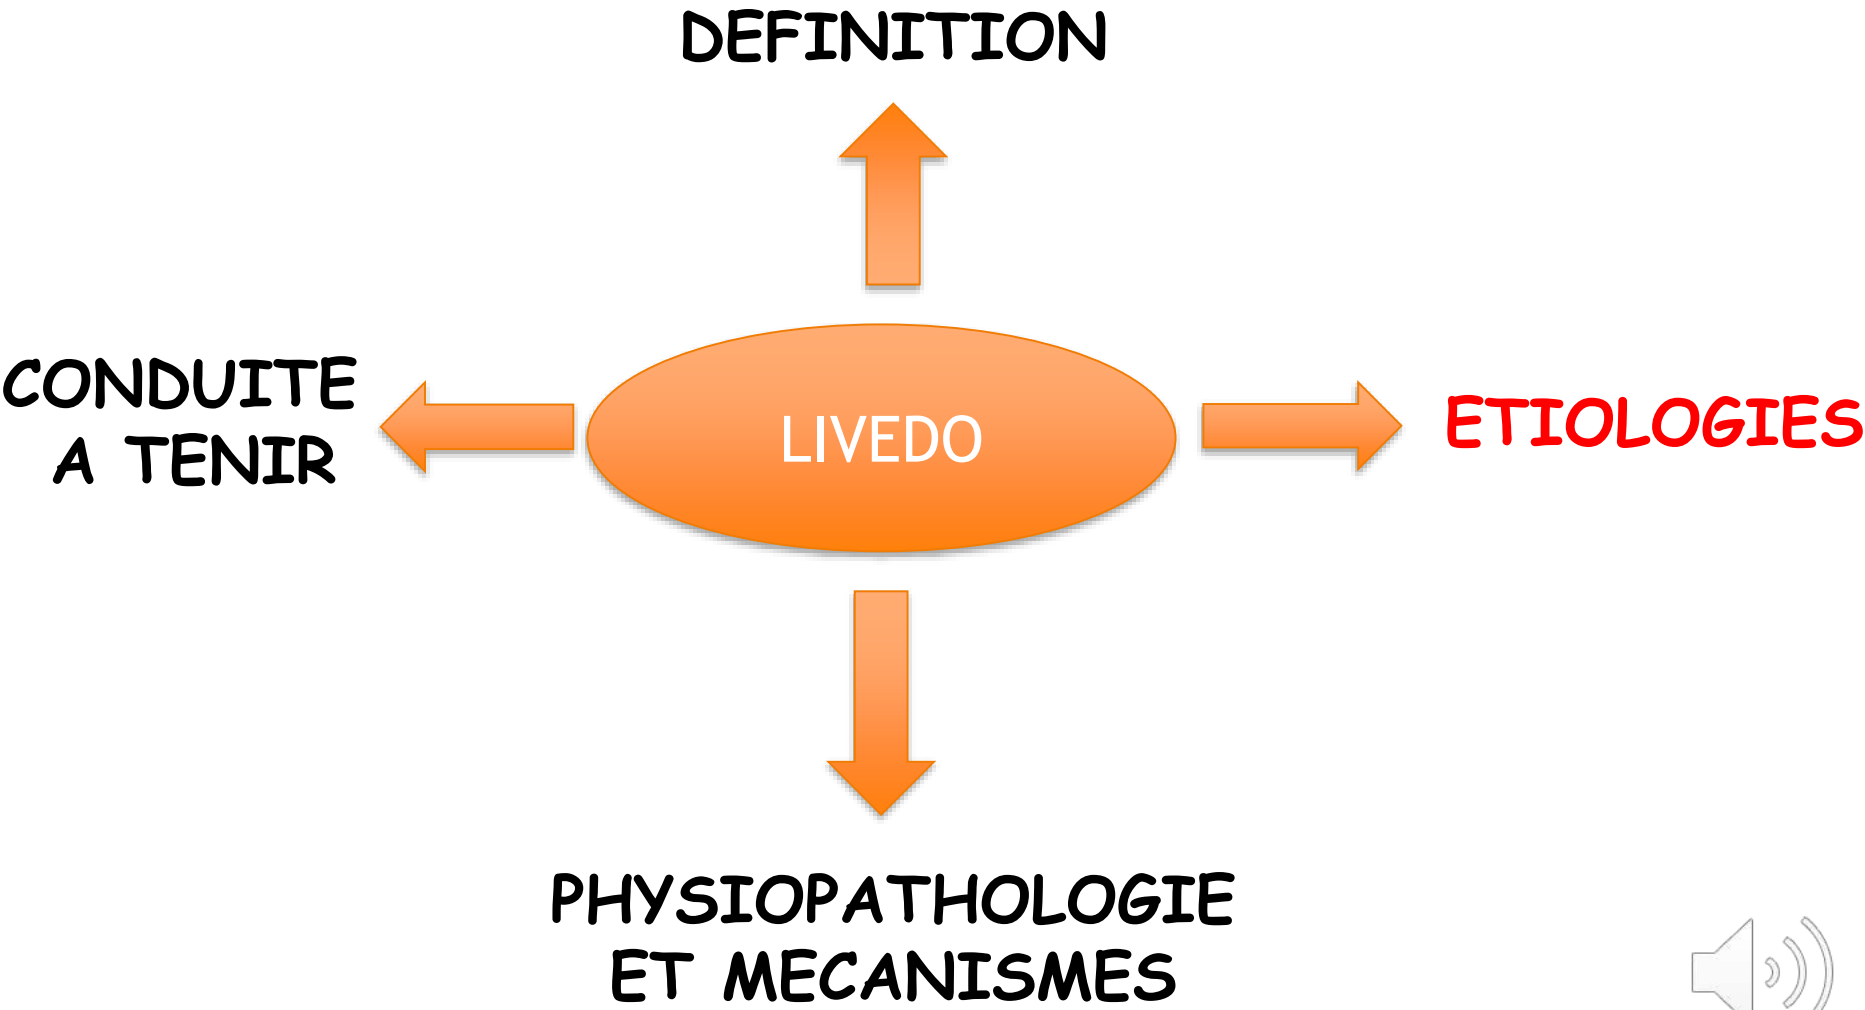 DEFINITION
CONDUITE
A TENIR
LIVEDO
ETIOLOGIES
PHYSIOPATHOLOGIE
ET MECANISMES